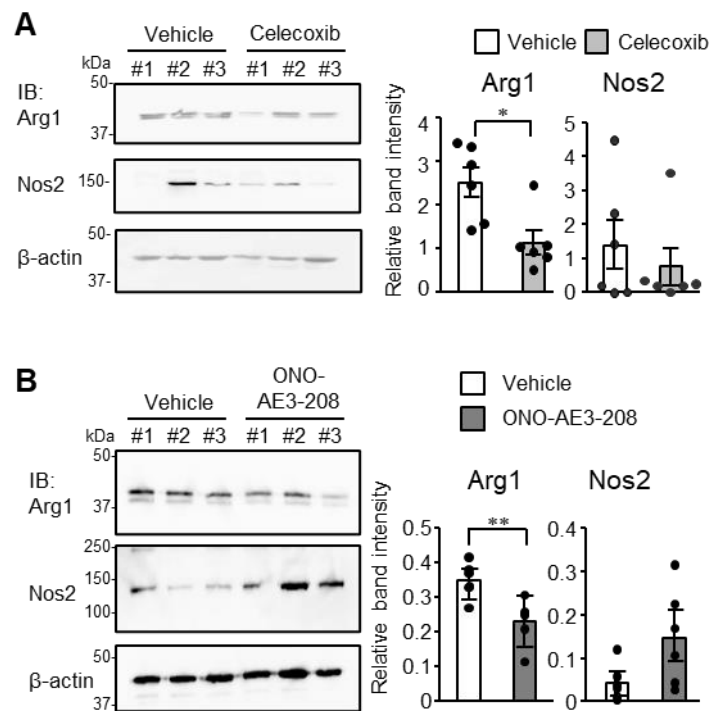 A
Vehicle Celecoxib
kDa #1 #2 #3 #1 #2 #3
50-
IB:
Arg1
37-
Nos2 150-
50-
β-actin
37-
Vehicle Celecoxib
Arg1 Nos2
Relative band intensity
*
4
3
2
1
0
5
4
3
2
1
0
B
ONO-
Vehicle AE3-208
kDa #1 #2 #3 #1 #2 #3
50-
IB:
Arg1
37-
250-
150-
Nos2
100-
50-
β-actin
37-
Vehicle
ONO-AE3-208
Arg1 Nos2
Relative band intensity
**
0.5
0.4
0.3
0.2
0.1
0
0.4
0.3
0.2
0.1
0